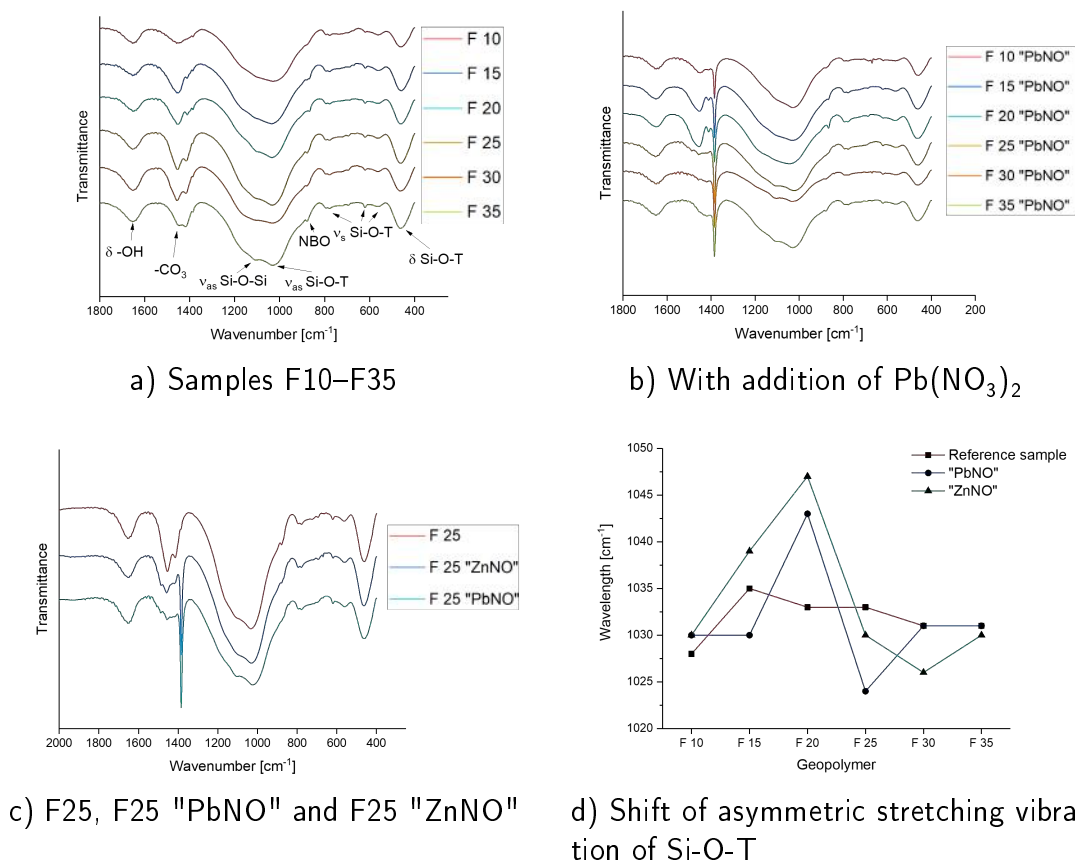 F 10
F 15
F 20
F 25
F 30
F 35
δ -OH
-CO3
νas Si-O-Si
νas Si-O-T
NBO
νs Si-O-T
δ Si-O-T
Transmittance
1800 1600 1400 1200 1000 800 600 400
Wavenumber [cm-1]
a) Samples F10–F35
F 10 "PbNO"
F 15 "PbNO"
F 20 "PbNO"
F 25 "PbNO"
F 30 "PbNO"
F 35 "PbNO"
Transmittance
1800 1600 1400 1200 1000 800 600 400 200
Wavenumber [cm-1]
b) With addition of Pb(NO3)2
F 25
F 25 "ZnNO"
F 25 "PbNO"
Transmittance
2000 1800 1600 1400 1200 1000 800 600 400
Wavenumber [cm-1]
c) F25, F25 "PbNO" and F25 "ZnNO"
Reference sample
"PbNO"
"ZnNO"
1050
1045
1040
1035
1030
1025
1020
Wavelength [cm-1]
F 10 F 15 F 20 F 25 F 30 F 35
Geopolymer
d) Shift of asymmetric stretching vibra
tion of Si-O-T